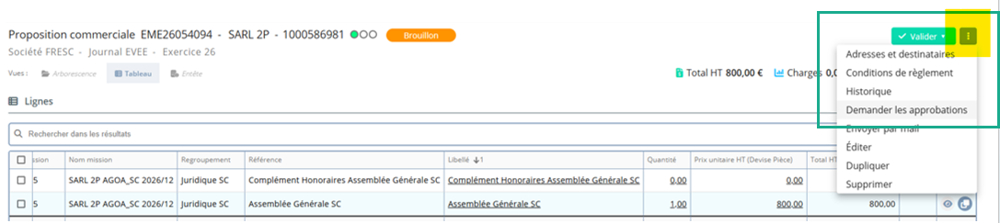 Proposition commerciale EME26054094 - SARL 2P - 1000586981 Brouillon
Valider
Société FRESC - Journal EVEE - Exercice 26
Vues : Arborescence Tableau Entête
Total HT 800,00 € Charges 0,0
Adresses et destinataires
Conditions de règlement
Historique
Demander les approbations
Envoyer par mail
Éditer
Dupliquer
Supprimer
Lignes
Rechercher dans les résultats
ssion Nom mission Regroupement Référence Libellé 1 Quantité Prix unitaire HT (Devise Pièce) Total HT
5 SARL 2P AGOA_SC 2026/12 Juridique SC Complément Honoraires Assemblée Générale SC Complément Honoraires Assemblée Générale SC 0,00 0,00
5 SARL 2P AGOA_SC 2026/12 Juridique SC Assemblée Générale SC Assemblée Générale SC 1,00 800,00 800,00